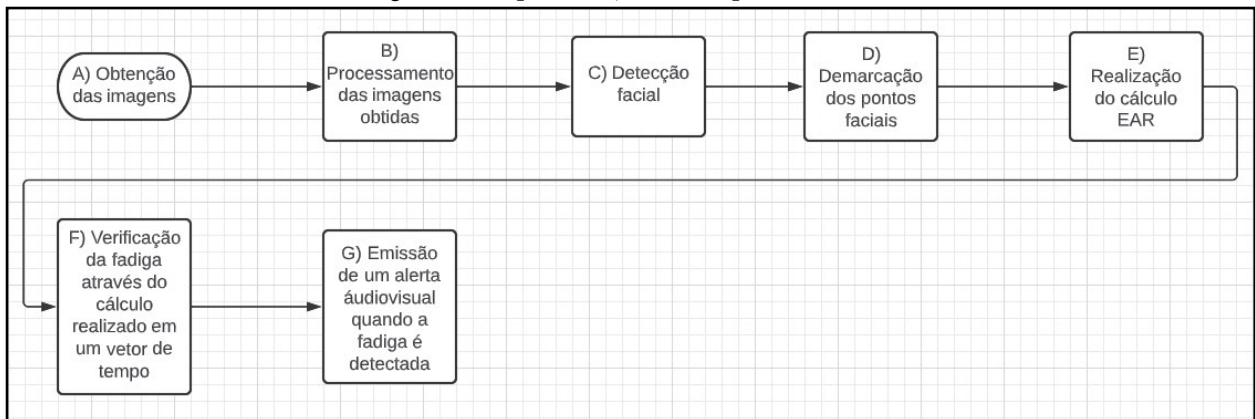 A) Obtenção
das imagens
B)
Processamento
das imagens
obtidas
C) Detecção
facial
D)
Demarcação
dos pontos
faciais
E)
Realização
do cálculo
EAR
F) Verificação
da fadiga
através do
cálculo
realizado em
um vetor de
tempo
G) Emissão
de um alerta
áudiovisual
quando a
fadiga é
detectada